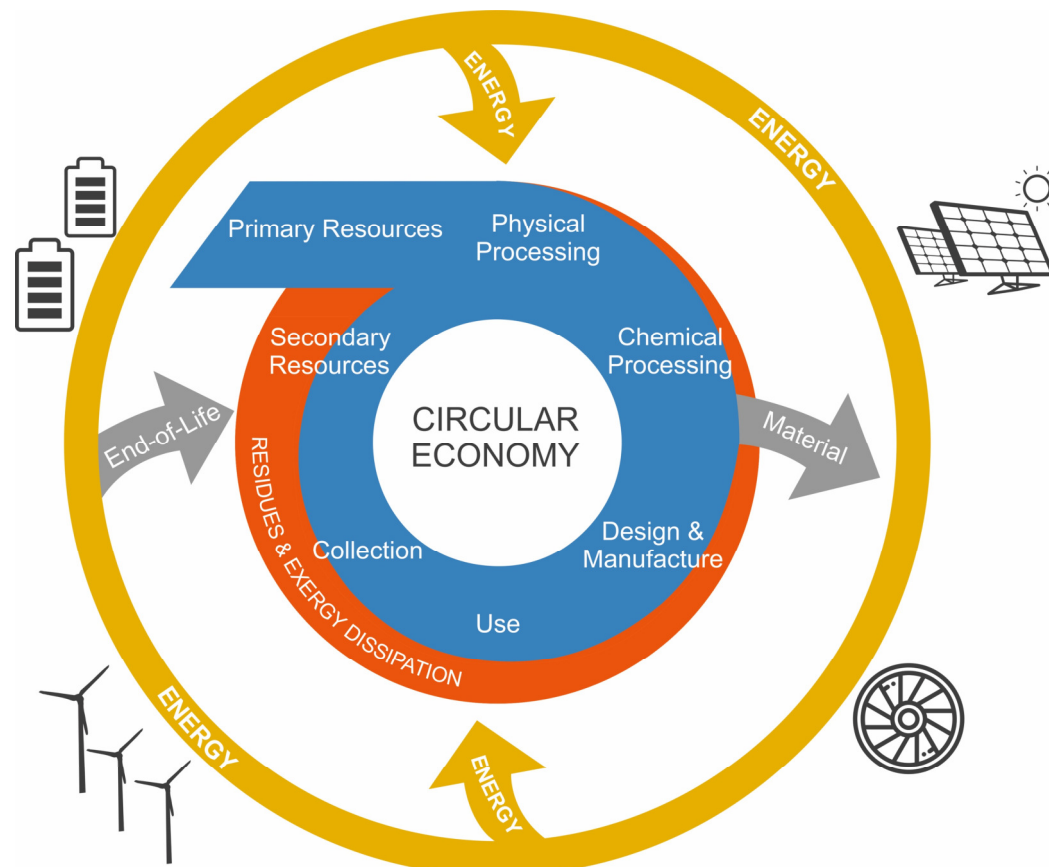 ENERGY
ENERGY
Primary Resources
Physical
Processing
Secondary
Resources
Chemical
Processing
CIRCULAR
ECONOMY
End-of-Life
Material
RESIDUES & EXERGY DISSIPATION
Collection
Design &
Manufacture
Use
ENERGY
ENERGY